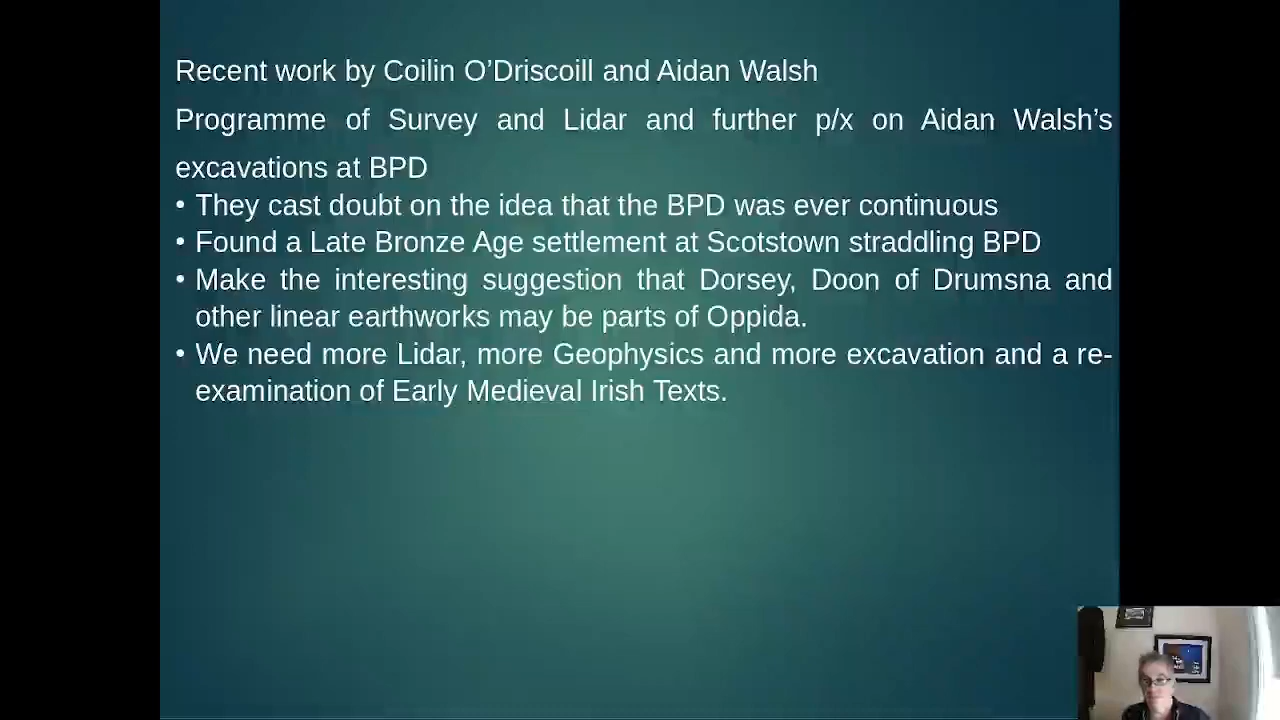 Recent work by Coilin O’Driscoill and Aidan Walsh
Programme of Survey and Lidar and further p/x on Aidan Walsh’s
excavations at BPD
• They cast doubt on the idea that the BPD was ever continuous
• Found a Late Bronze Age settlement at Scotstown straddling BPD
• Make the interesting suggestion that Dorsey, Doon of Drumsna and
other linear earthworks may be parts of Oppida.
• We need more Lidar, more Geophysics and more excavation and a re-
examination of Early Medieval Irish Texts.